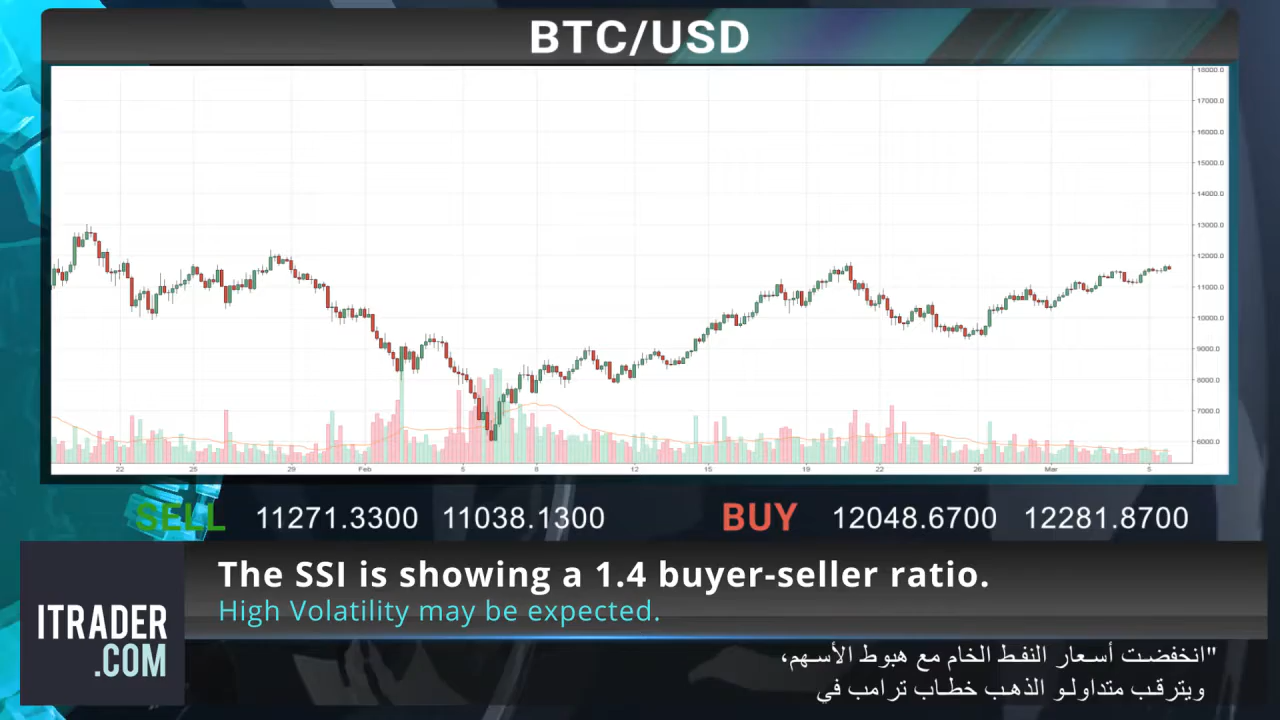 BTC/USD
18000.0
17000.0
16000.0
15000.0
14000.0
13000.0
12000.0
11000.0
10000.0
9000.0
8000.0
7000.0
6000.0
22 25 29 Feb 5 8 12 15 19 22 26 Mar 5
SELL 11271.3300 11038.1300 BUY 12048.6700 12281.8700
The SSI is showing a 1.4 buyer-seller ratio.
High Volatility may be expected.
ITRADER
.COM
"انخفضت أسعار النفط الخام مع هبوط الأسهم،
ويترقب متداولو الذهب خطاب ترامب في